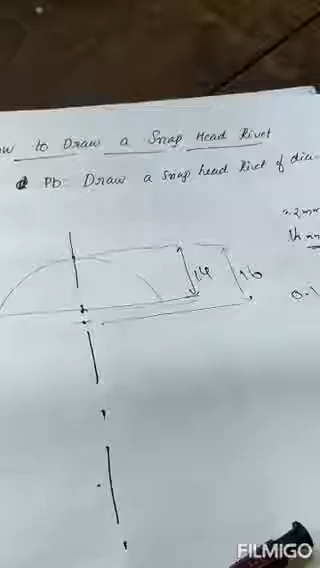 to Draw a Snap Head Rivet
Pb: Draw a snap head Rivet of dia
14
16
FILMIGO